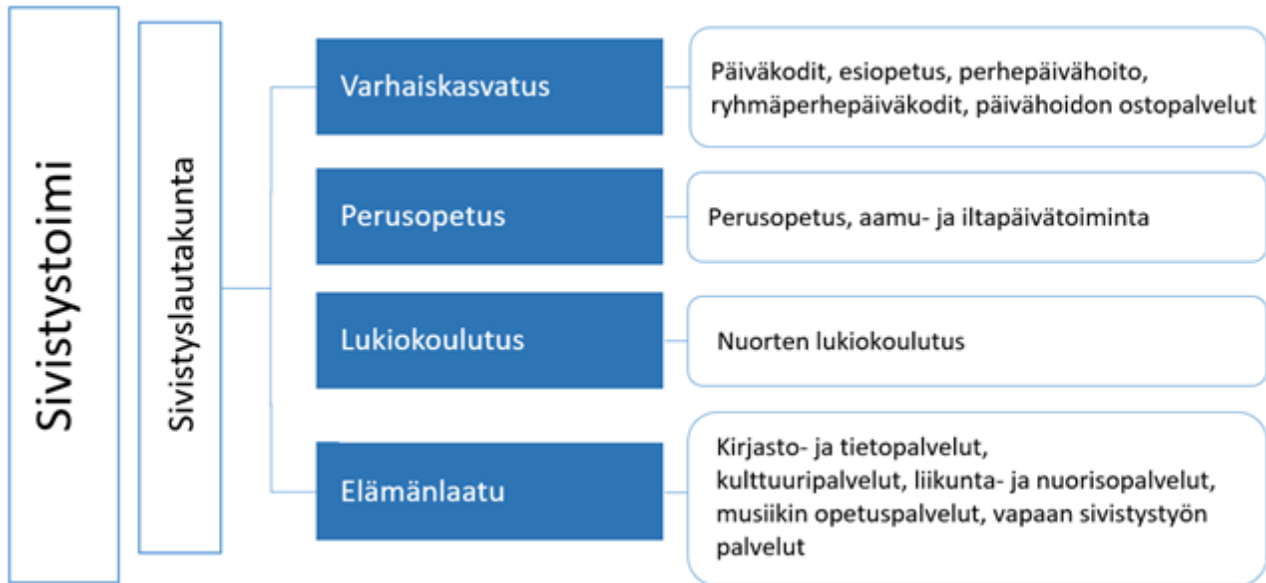 Sivistystoimi
Sivistyslautakunta
Varhaiskasvatus
Päiväkodit, esiopetus, perhepäivähoito,
ryhmäperhepäiväkodit, päivähoidon ostopalvelut
Perusopetus
Perusopetus, aamu- ja iltapäivätoiminta
Lukiokoulutus
Nuorten lukiokoulutus
Elämänlaatu
Kirjasto- ja tietopalvelut,
kulttuuripalvelut, liikunta- ja nuorisopalvelut,
musiikin opetuspalvelut, vapaan sivistystyön
palvelut